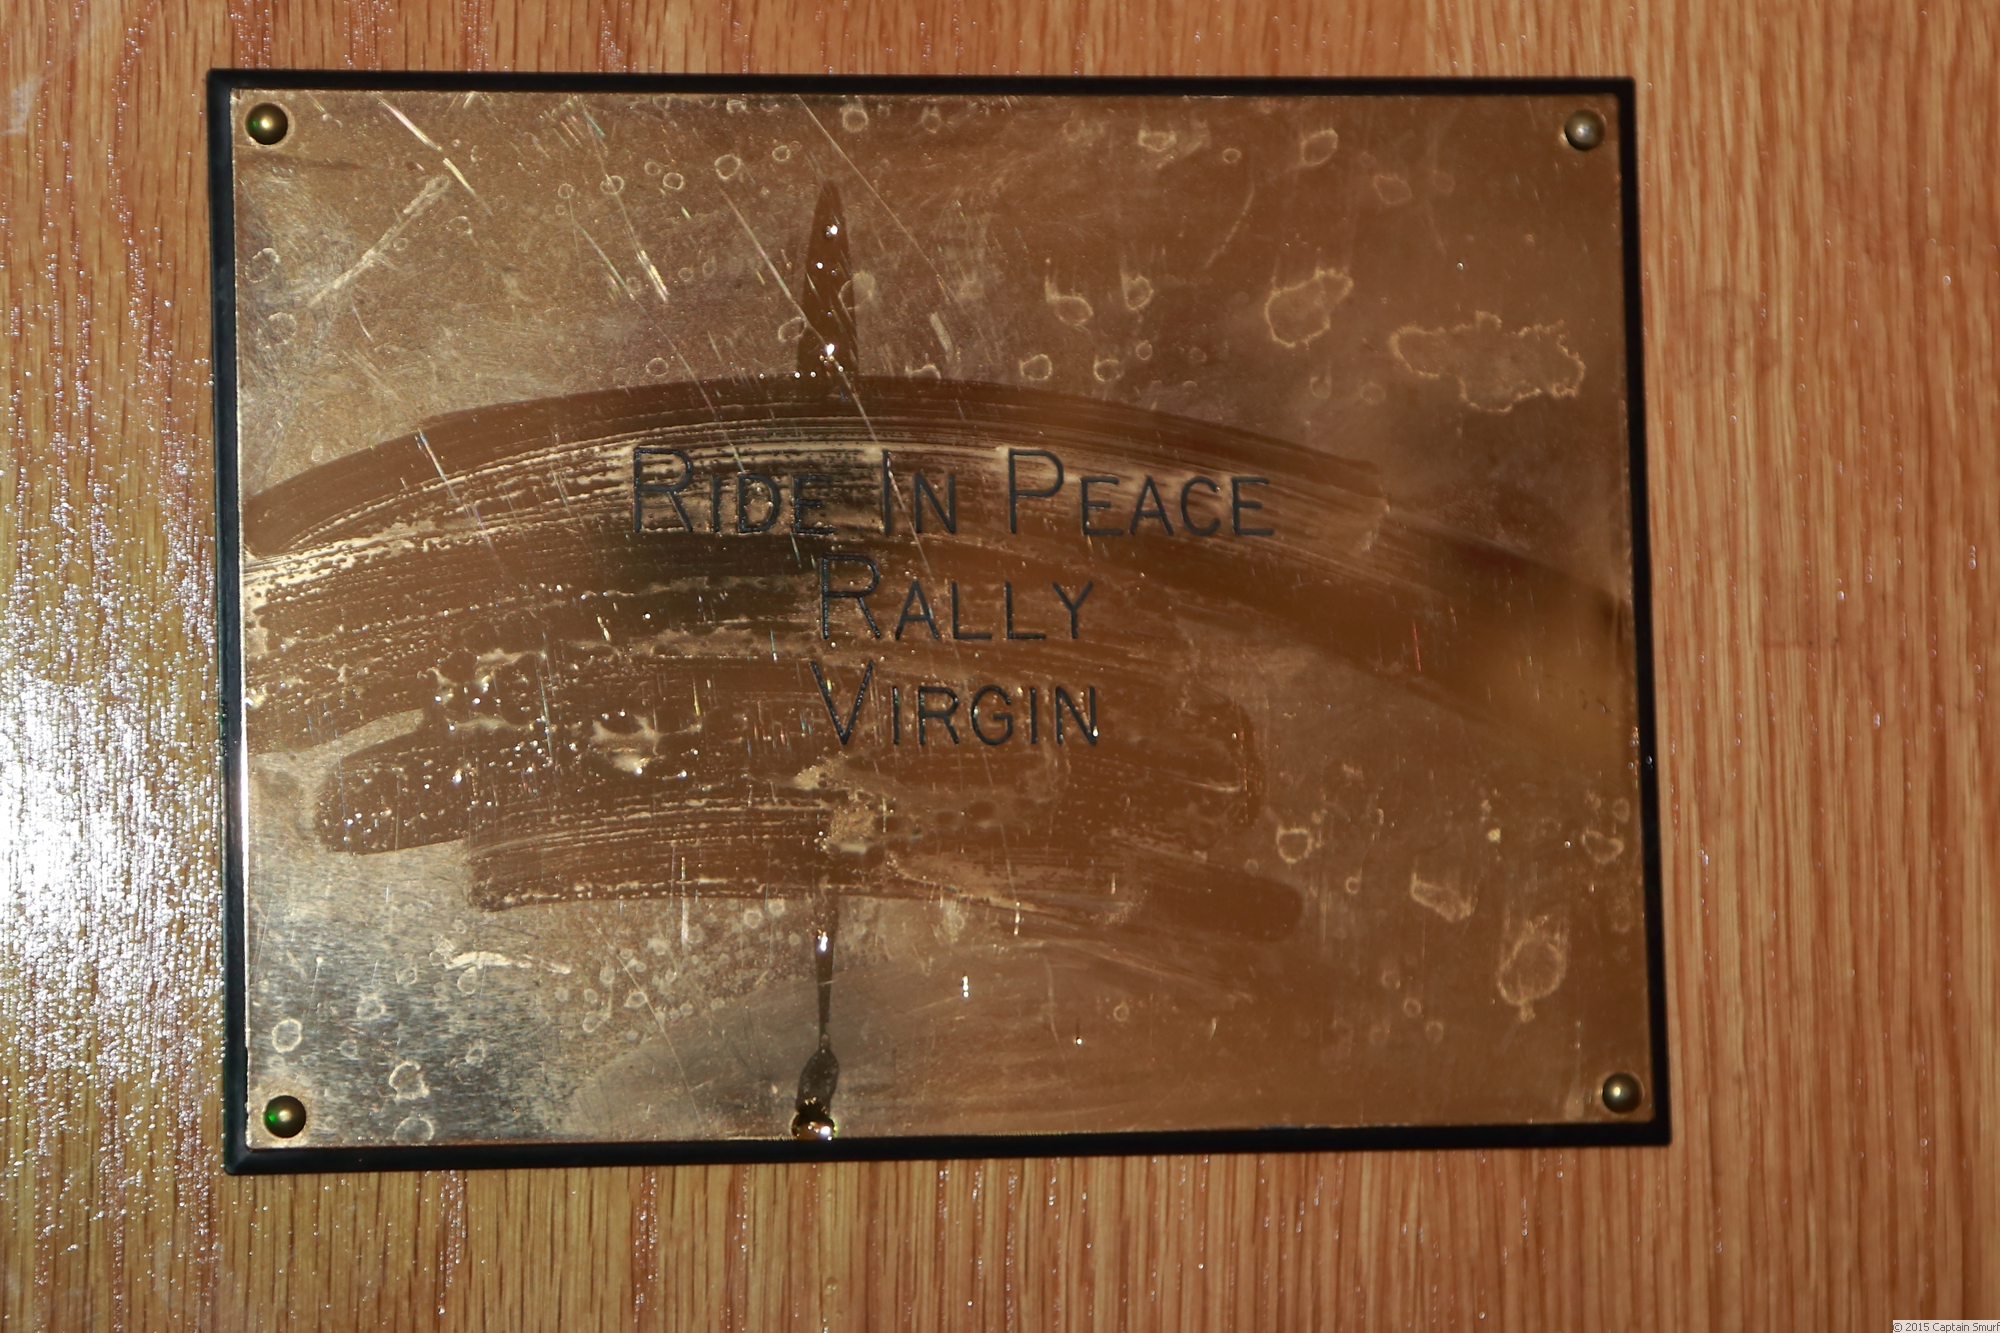 RIDE IN PEACE
RALLY
VIRGIN
© 2015 Captain Smurf